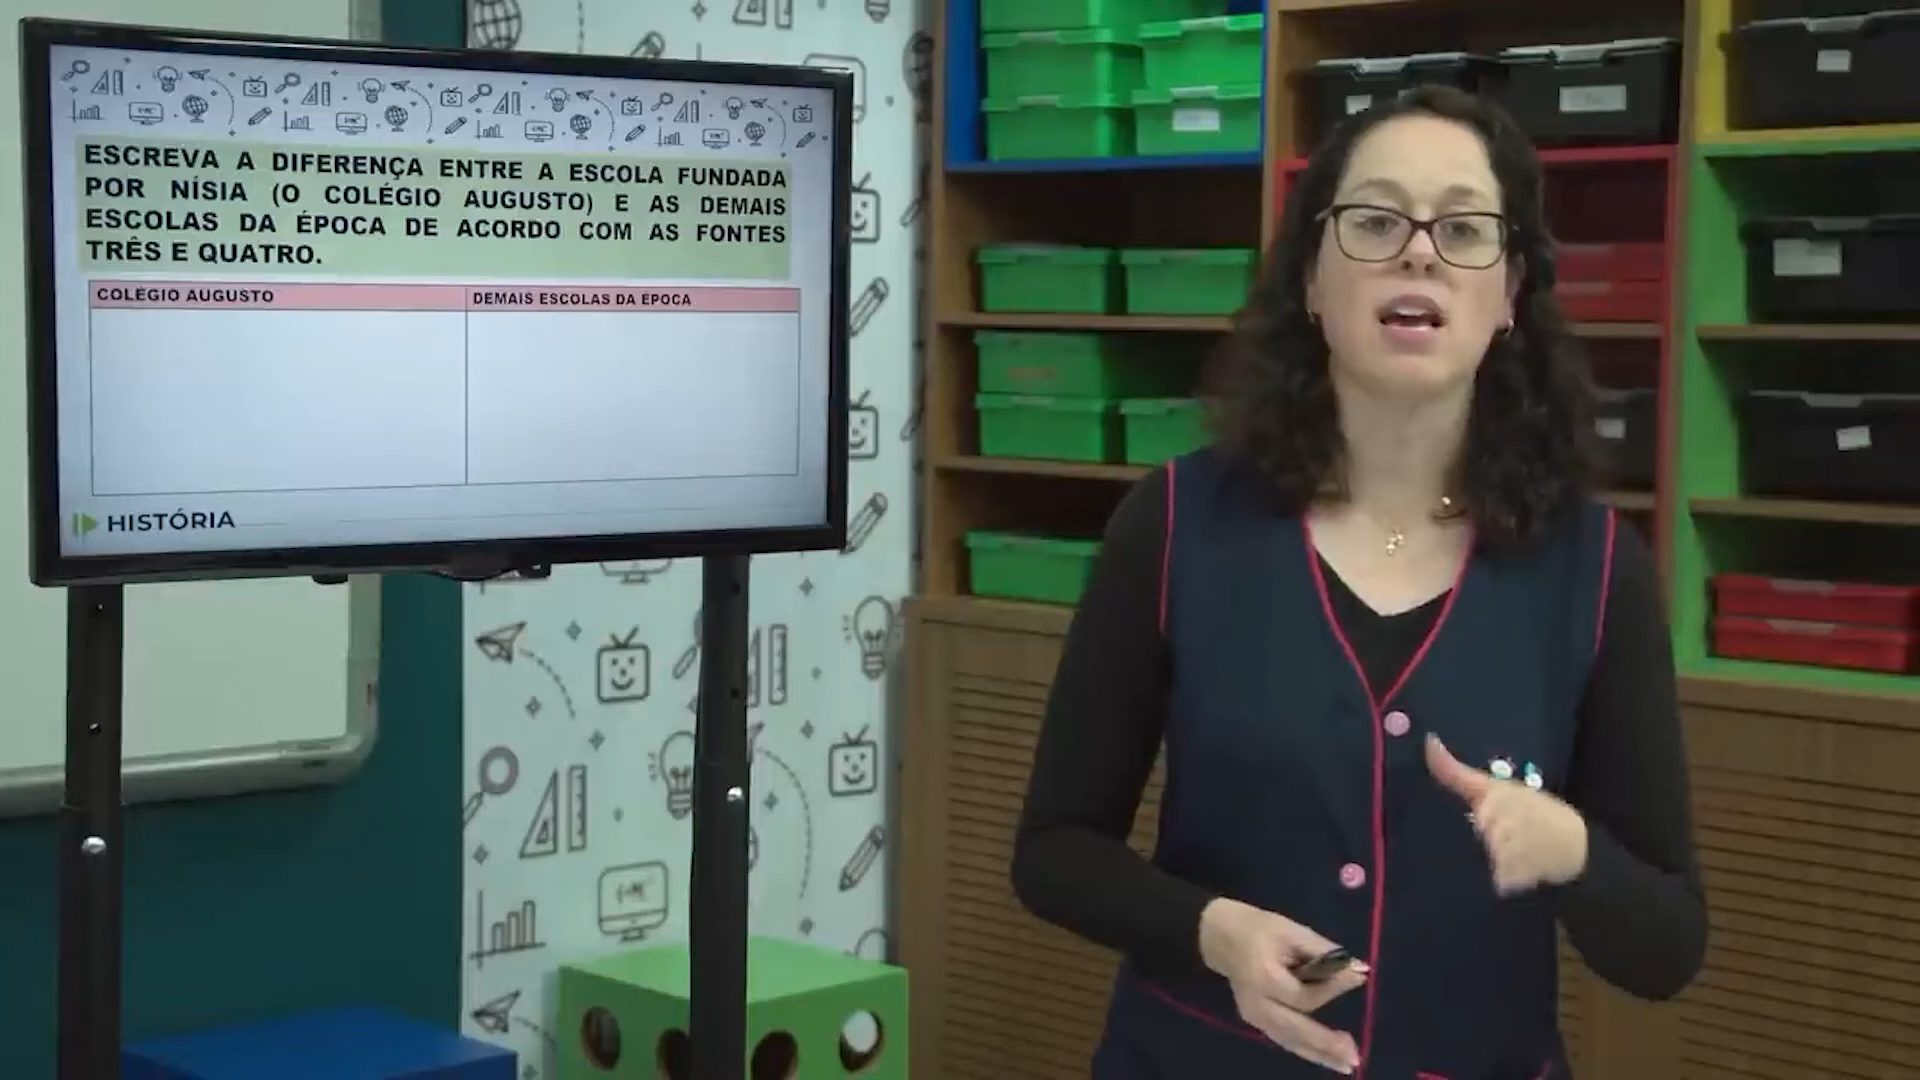 ESCREVA A DIFERENÇA ENTRE A ESCOLA FUNDADA
POR NÍSIA (O COLÉGIO AUGUSTO) E AS DEMAIS
ESCOLAS DA ÉPOCA DE ACORDO COM AS FONTES
TRÊS E QUATRO.
COLÉGIO AUGUSTO
DEMAIS ESCOLAS DA ÉPOCA
HISTÓRIA